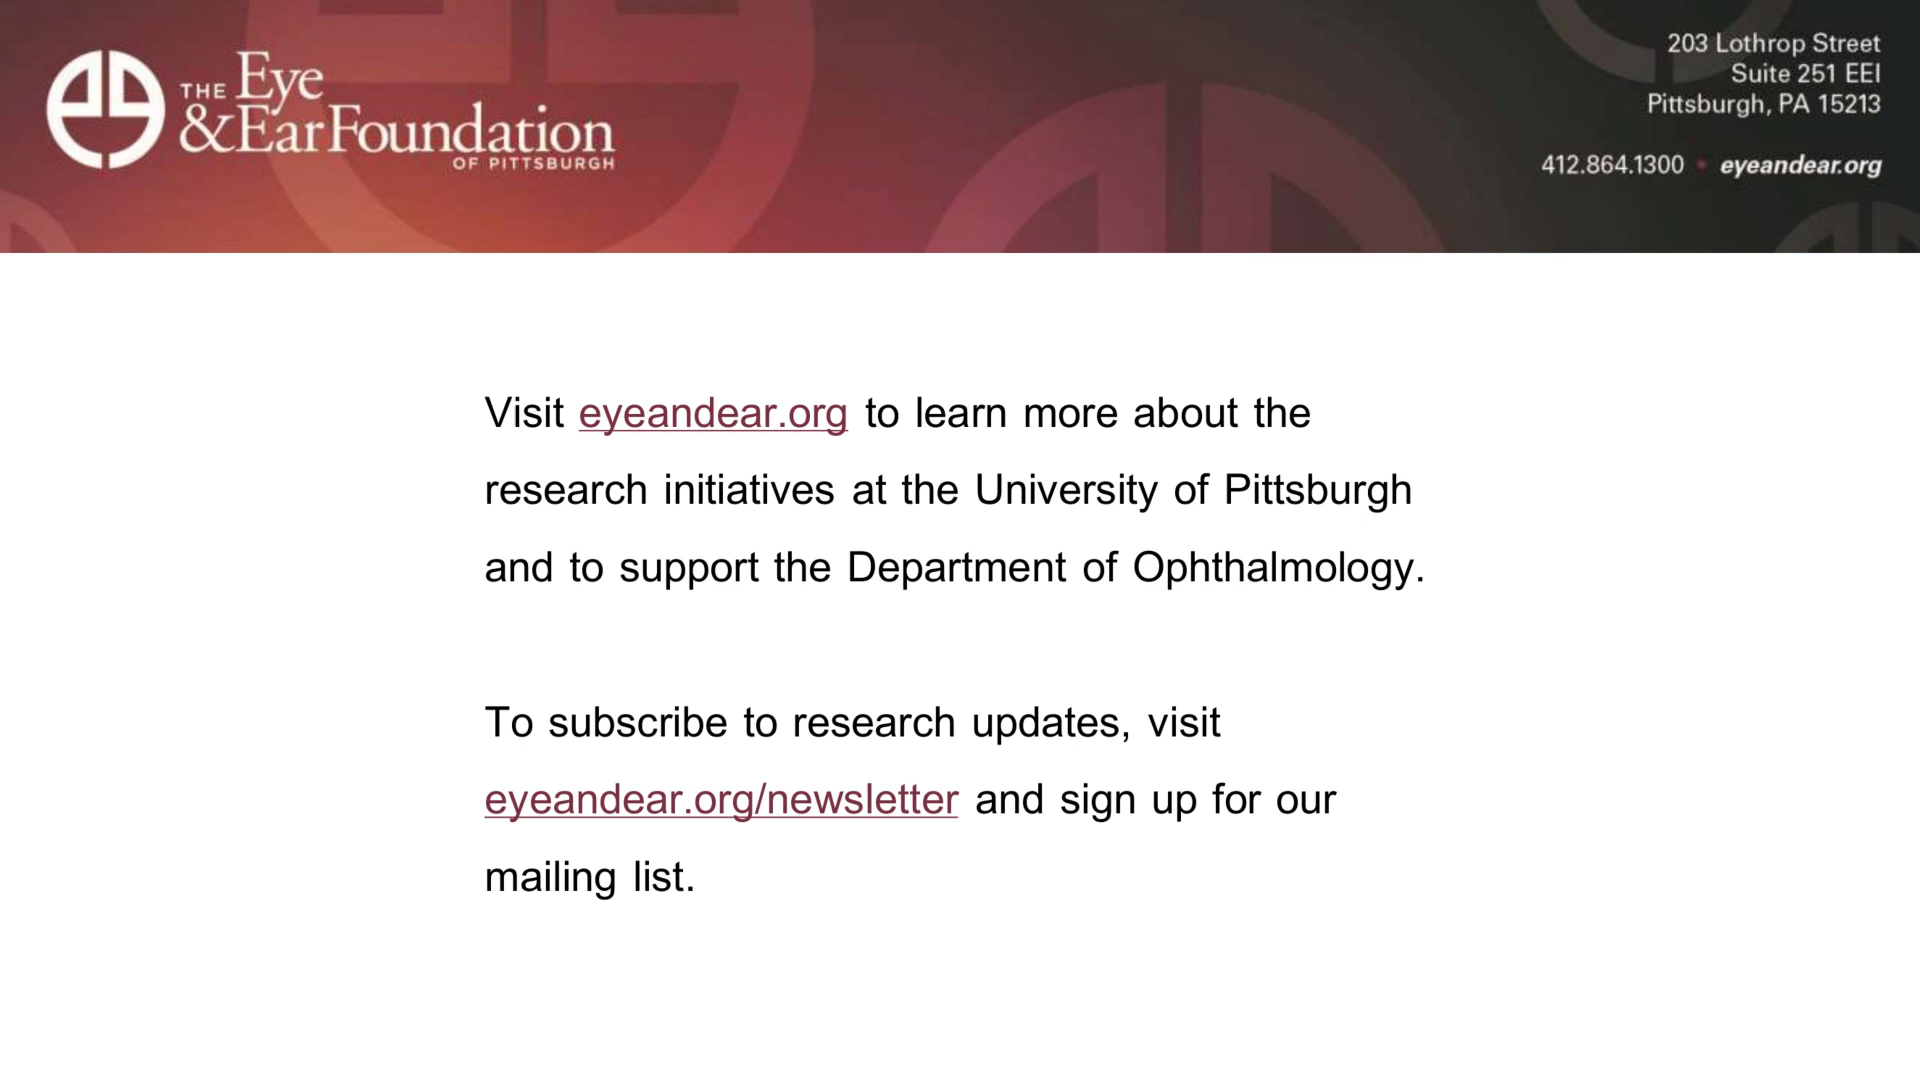 THE Eye
&Ear Foundation
OF PITTSBURGH
203 Lothrop Street
Suite 251 EEI
Pittsburgh, PA 15213
412.864.1300 • eyeandear.org
Visit eyeandear.org to learn more about the
research initiatives at the University of Pittsburgh
and to support the Department of Ophthalmology.
To subscribe to research updates, visit
eyeandear.org/newsletter and sign up for our
mailing list.